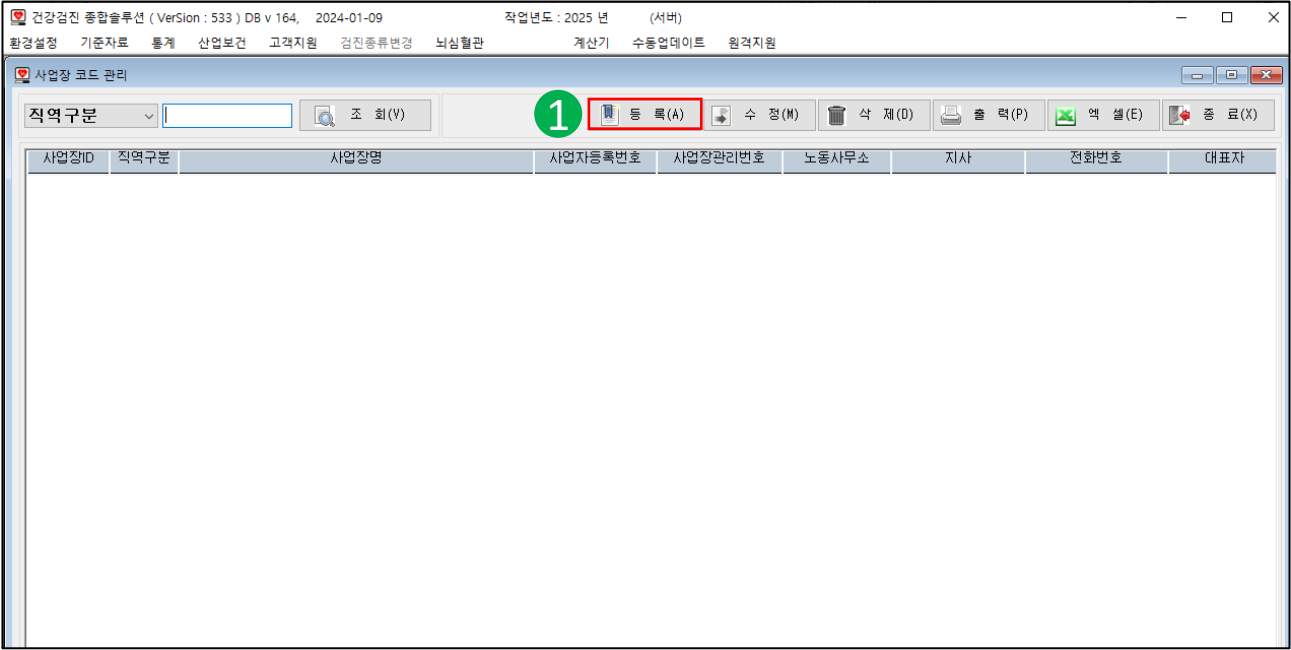 건강검진 종합솔루션 ( VerSion : 533 ) DB v 164, 2024-01-09 작업년도 : 2025 년 (서버)
환경설정 기준자료 통계 산업보건 고객지원 검진종류변경 뇌심혈관 계산기 수동업데이트 원격지원
사업장 코드 관리
직역구분 조 회(V) 1 등 록(A) 수 정(M) 삭 제(D) 출 력(P) 엑 셀(E) 종 료(X)
사업장ID 직역구분 사업장명 사업자등록번호 사업장관리번호 노동사무소 지사 전화번호 대표자